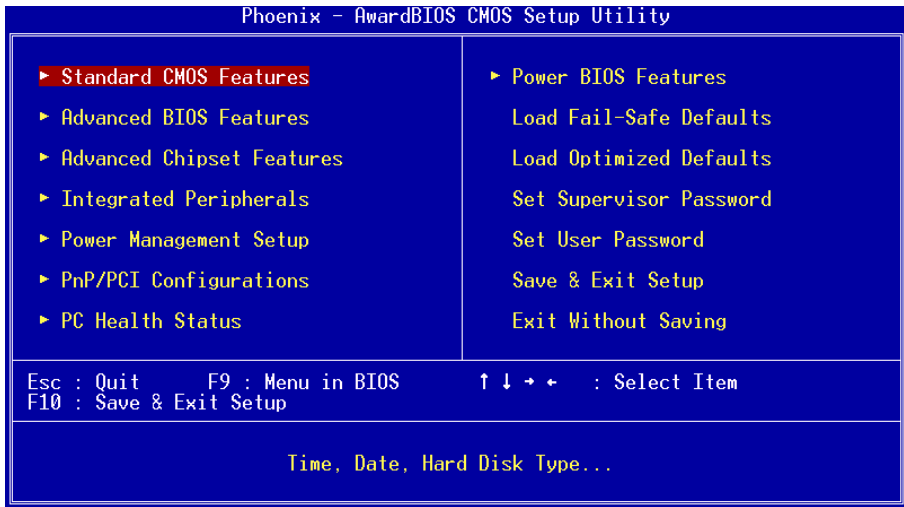 Phoenix - AwardBIOS CMOS Setup Utility
► Standard CMOS Features
► Advanced BIOS Features
► Advanced Chipset Features
► Integrated Peripherals
► Power Management Setup
► PnP/PCI Configurations
► PC Health Status
► Power BIOS Features
Load Fail-Safe Defaults
Load Optimized Defaults
Set Supervisor Password
Set User Password
Save & Exit Setup
Exit Without Saving
Esc : Quit F9 : Menu in BIOS ↑ ↓ → ← : Select Item
F10 : Save & Exit Setup
Time, Date, Hard Disk Type...